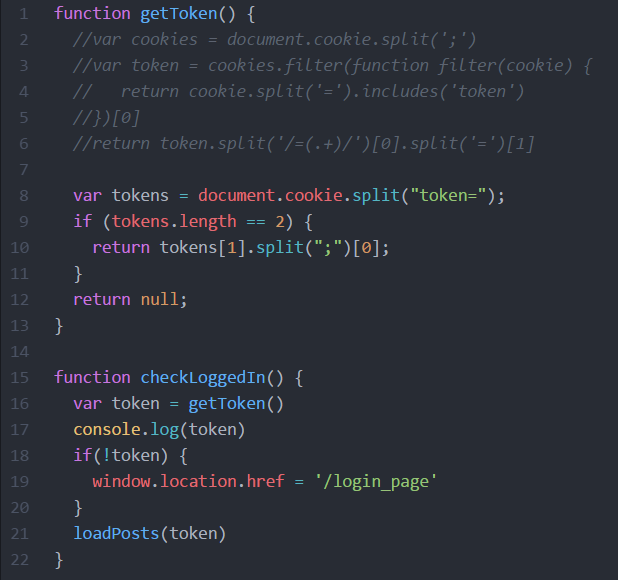 1 function getToken() {
2   //var cookies = document.cookie.split(';')
3   //var token = cookies.filter(function filter(cookie) {
4   //   return cookie.split('=').includes('token')
5   //})[0]
6   //return token.split('/=(.+)/')[0].split('=')[1]
7
8   var tokens = document.cookie.split("token=");
9   if (tokens.length == 2) {
10     return tokens[1].split(";")[0];
11   }
12   return null;
13 }
14
15 function checkLoggedIn() {
16   var token = getToken()
17   console.log(token)
18   if(!token) {
19     window.location.href = '/login_page'
20   }
21   loadPosts(token)
22 }